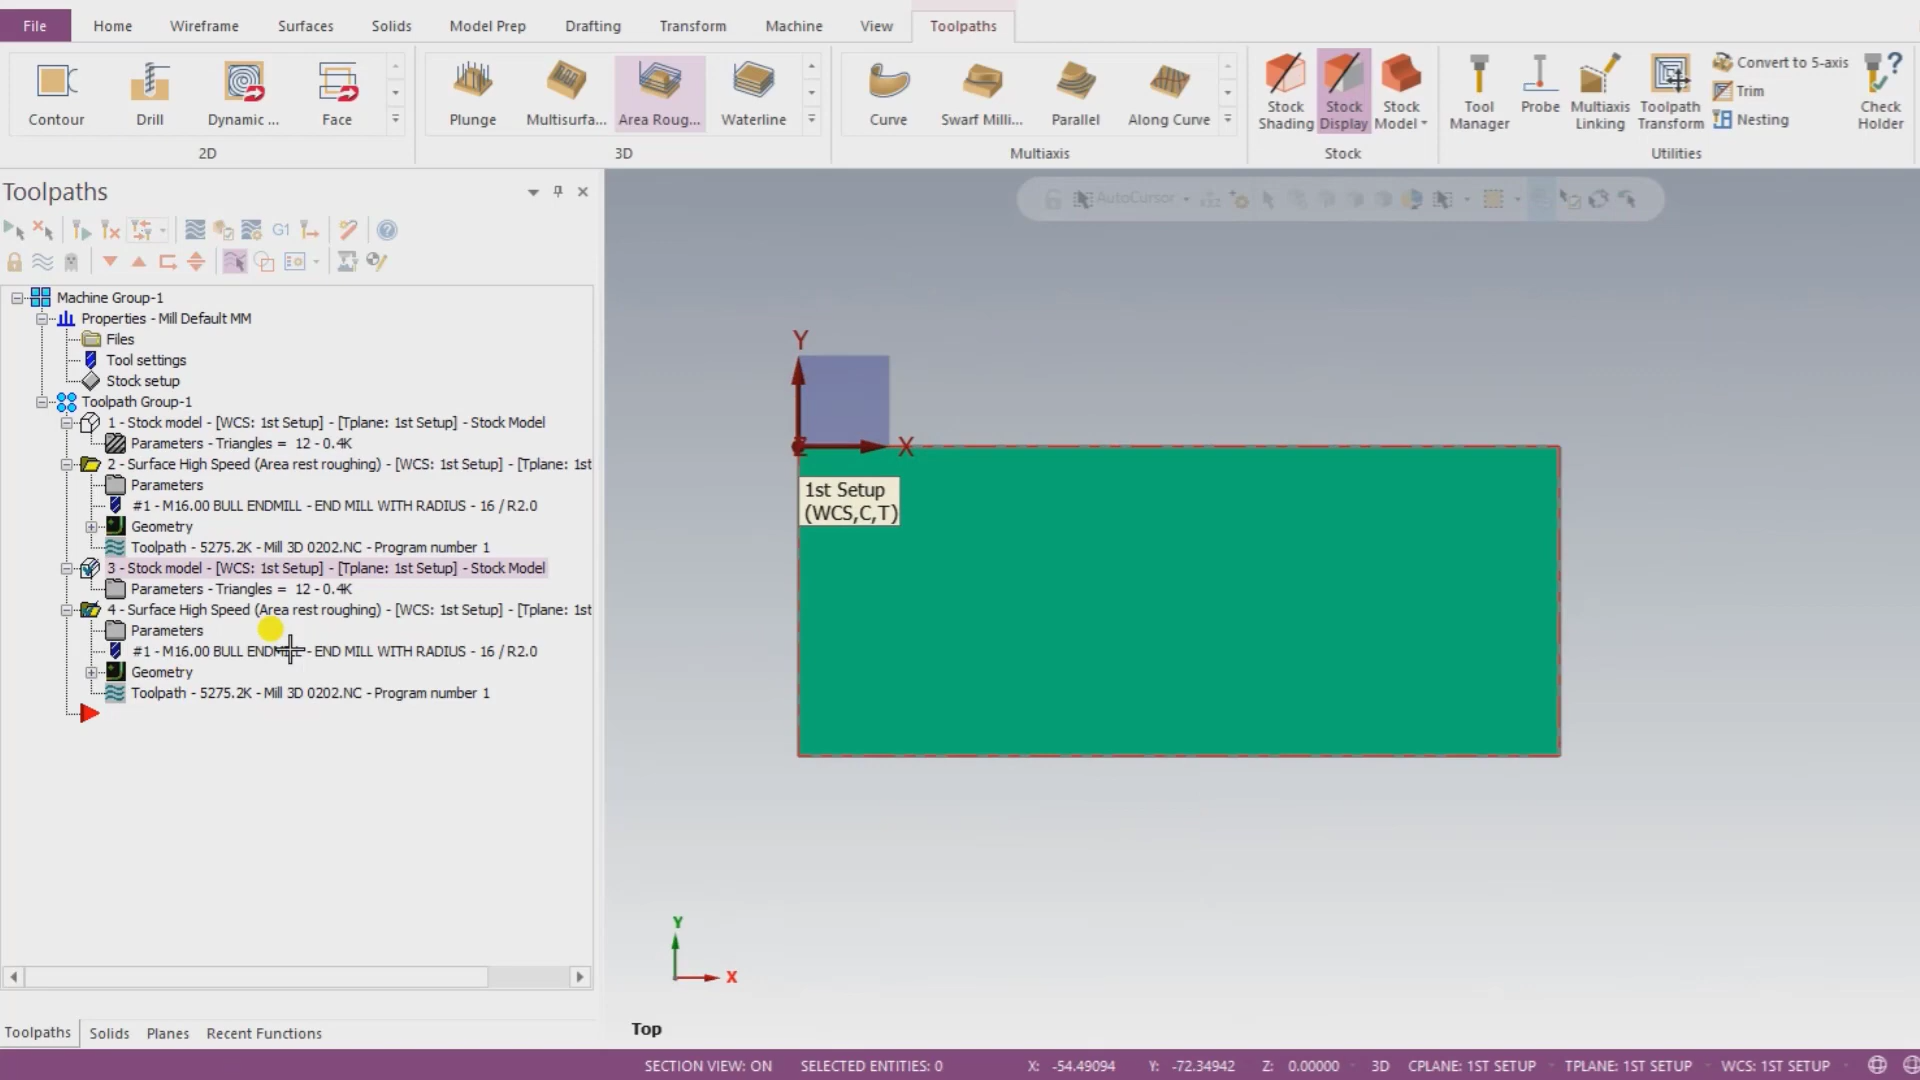 File Home Wireframe Surfaces Solids Model Prep Drafting Transform Machine View Toolpaths
Contour Drill Dynamic ... Face
2D
Plunge Multisurfa... Area Roug... Waterline
3D
Curve Swarf Milli... Parallel Along Curve
Multiaxis
Stock Shading
Stock Display
Stock Model
Stock
Tool Manager
Probe
Multiaxis Linking
Toolpath Transform
Convert to 5-axis
Trim
Nesting
Check Holder
Utilities
Toolpaths
G1
AutoCursor
Machine Group-1
Properties - Mill Default MM
Files
Tool settings
Stock setup
Toolpath Group-1
1 - Stock model - [WCS: 1st Setup] - [Tplane: 1st Setup] - Stock Model
Parameters - Triangles = 12 - 0.4K
2 - Surface High Speed (Area rest roughing) - [WCS: 1st Setup] - [Tplane: 1st
Parameters
#1 - M16.00 BULL ENDMILL - END MILL WITH RADIUS - 16 / R2.0
Geometry
Toolpath - 5275.2K - Mill 3D 0202.NC - Program number 1
3 - Stock model - [WCS: 1st Setup] - [Tplane: 1st Setup] - Stock Model
Parameters - Triangles = 12 - 0.4K
4 - Surface High Speed (Area rest roughing) - [WCS: 1st Setup] - [Tplane: 1st
Parameters
#1 - M16.00 BULL ENDMILL - END MILL WITH RADIUS - 16 / R2.0
Geometry
Toolpath - 5275.2K - Mill 3D 0202.NC - Program number 1
Y
Z X
1st Setup
(WCS,C,T)
Y
X
Top
Toolpaths Solids Planes Recent Functions
SECTION VIEW: ON SELECTED ENTITIES: 0 X: -54.49094 Y: -72.34942 Z: 0.00000 3D CPLANE: 1ST SETUP TPLANE: 1ST SETUP WCS: 1ST SETUP